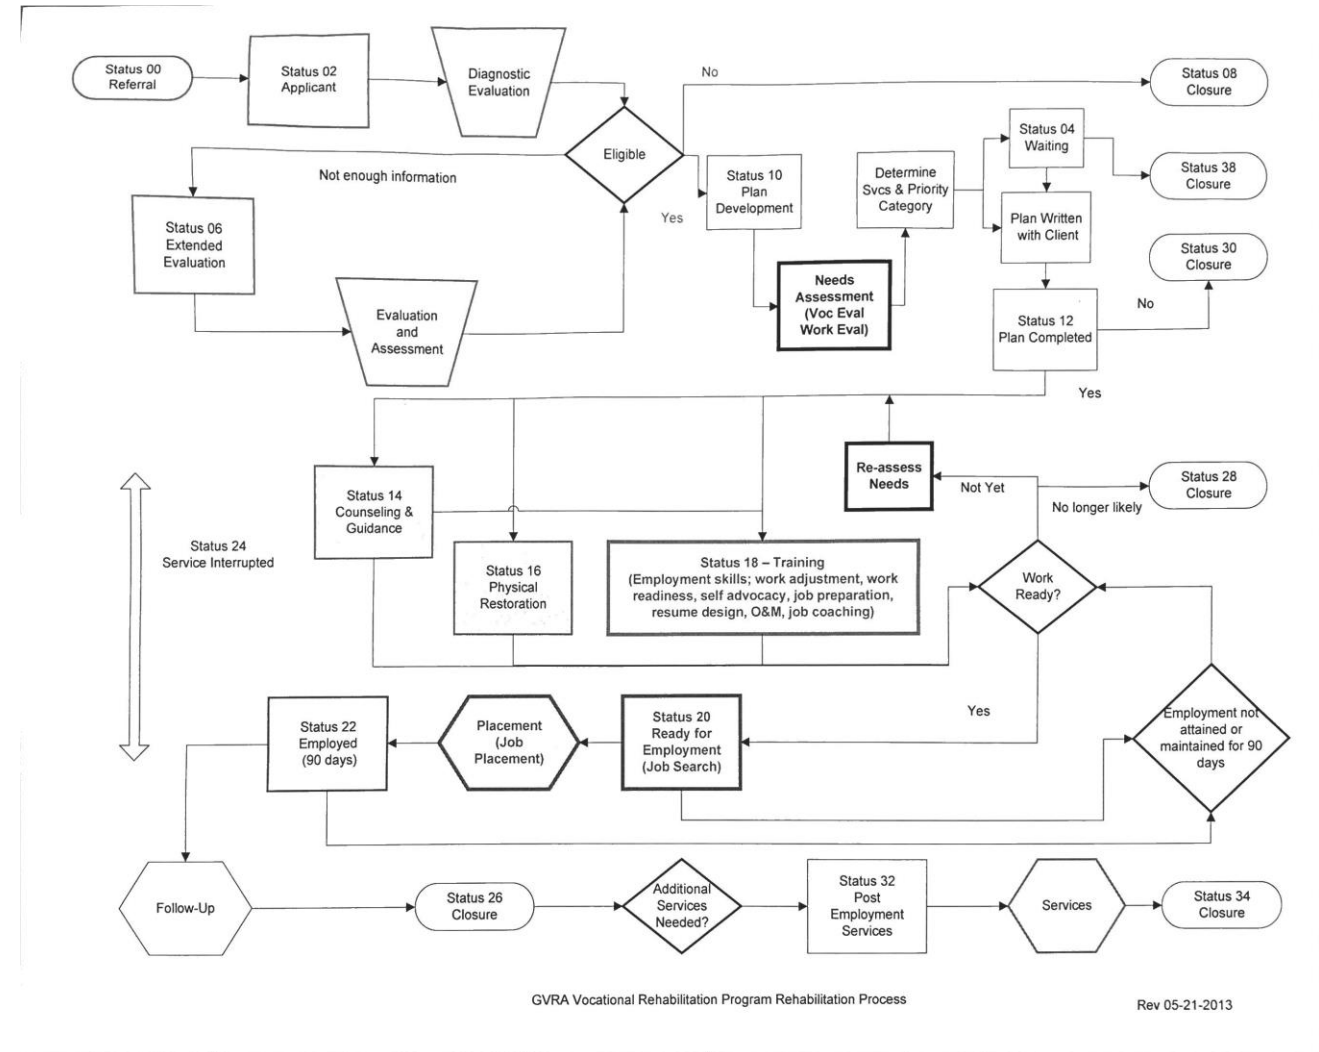 Status 00
Referral
Status 02
Applicant
Diagnostic
Evaluation
No
Status 08
Closure
Eligible
Not enough information
Yes
Status 10
Plan
Development
Determine
Svcs & Priority
Category
Status 04
Waiting
Status 38
Closure
Plan Written
with Client
Status 06
Extended
Evaluation
Status 30
Closure
Needs
Assessment
(Voc Eval
Work Eval)
Evaluation
and
Assessment
No
Status 12
Plan Completed
Yes
Re-assess
Needs
Not Yet
No longer likely
Status 28
Closure
Status 14
Counseling &
Guidance
Status 24
Service Interrupted
Status 16
Physical
Restoration
Status 18 – Training
(Employment skills; work adjustment, work
readiness, self advocacy, job preparation,
resume design, O&M, job coaching)
Work
Ready?
Yes
Employment not
attained or
maintained for 90
days
Status 22
Employed
(90 days)
Placement
(Job
Placement)
Status 20
Ready for
Employment
(Job Search)
Follow-Up
Status 26
Closure
Additional
Services
Needed?
Status 32
Post
Employment
Services
Services
Status 34
Closure
GVRA Vocational Rehabilitation Program Rehabilitation Process
Rev 05-21-2013